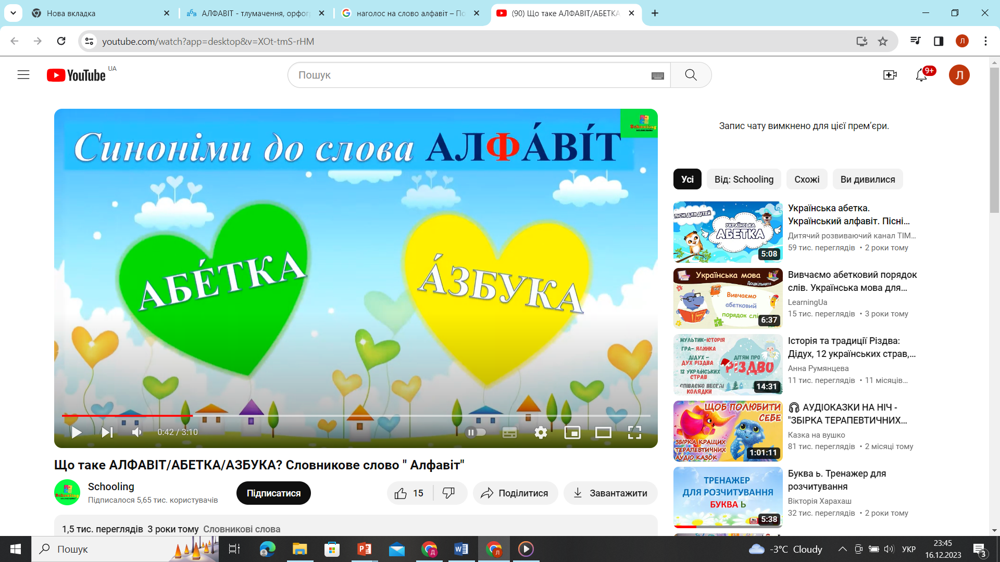 Нова вкладка
АЛФАВІТ - тлумачення, орфогр
наголос на слово алфавіт – По
(90) Що таке АЛФАВІТ/АБЕТКА
youtube.com/watch?app=desktop&v=XOt-tmS-rHM
Л
YouTube UA
Пошук
9+
Л
Schooling
Синоніми до слова АЛФА́ВІ́Т
АБЕ́ТКА
А́ЗБУКА
0:42 / 3:10
Що таке АЛФАВІТ/АБЕТКА/АЗБУКА? Словникове слово " Алфавіт"
Schooling
Schooling
Підписалося 5,65 тис. користувачів
Підписатися
15
Поділитися
Завантажити
1,5 тис. переглядів 3 роки тому Словникові слова
Запис чату вимкнено для цієї прем’єри.
Усі
Від: Schooling
Схожі
Ви дивилися
ПІСНІ ДЛЯ ДІТЕЙ
УКРАЇНСЬКА
АБЕТКА
5:08
Українська абетка.
Український алфавіт. Пісні...
Дитячий розвиваючий канал TIM...
59 тис. переглядів • 2 роки тому
Українська мова
Дошкільнята
Вивчаємо
абетковий
порядок слі
6:37
Вивчаємо абетковий порядок
слів. Українська мова для...
LearningUa
15 тис. переглядів • 3 роки тому
МУЛЬТИК-ІСТОРІЯ
ГРА- ЯЛИНКА
ДІДУХ -
ДУХ РІЗДВА
12 УКРАЇНСЬКИХ
СТРАВ
СПІВАЄМО ВЕСЕЛІ
КОЛЯДКИ
ДІТЯМ ПРО
РІЗДВО
14:31
Історія та традиції Різдва:
Дідух, 12 українських страв,...
Анна Румянцева
11 тис. переглядів • 11 місяців...
ЩОБ ПОЛЮБИТИ
СЕБЕ
ЗБІРКА КРАЩИХ
ТЕРАПЕВТИЧНИХ
АУДІО КАЗОК
1:01:11
АУДІОКАЗКИ НА НІЧ -
"ЗБІРКА ТЕРАПЕВТИЧНИХ...
Казка на вушко
81 тис. переглядів • 2 місяці тому
ТРЕНАЖЕР
ДЛЯ РОЗЧИТУВАННЯ
БУКВА Ь
5:38
Буква ь. Тренажер для
розчитування
Вікторія Харахаш
32 тис. переглядів • 2 роки тому
Пошук
-3°C Cloudy
УКР
23:45
16.12.2023
3